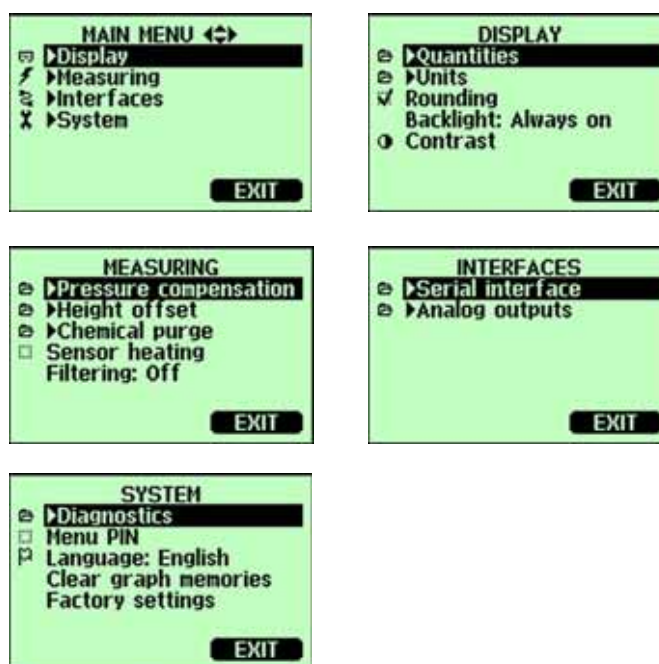 MAIN MENU
Display
Measuring
Interfaces
System
EXIT
DISPLAY
Quantities
Units
Rounding
Backlight: Always on
Contrast
EXIT
MEASURING
Pressure compensation
Height offset
Chemical purge
Sensor heating
Filtering: Off
EXIT
INTERFACES
Serial interface
Analog outputs
EXIT
SYSTEM
Diagnostics
Menu PIN
Language: English
Clear graph memories
Factory settings
EXIT